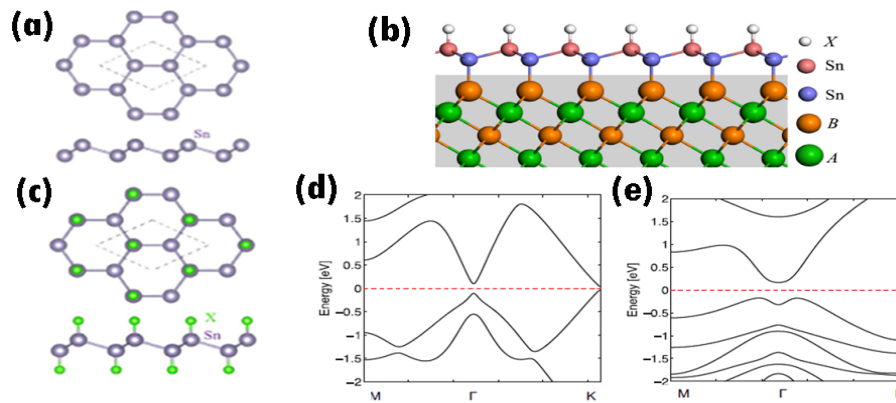 (a)
Sn
(b)
X
Sn
Sn
B
A
(c)
X
Sn
(d)
Energy [eV]
2
1.5
1
0.5
0
−0.5
−1
−1.5
−2
M
Γ
K
(e)
Energy [eV]
2
1.5
1
0.5
0
−0.5
−1
−1.5
−2
M
Γ